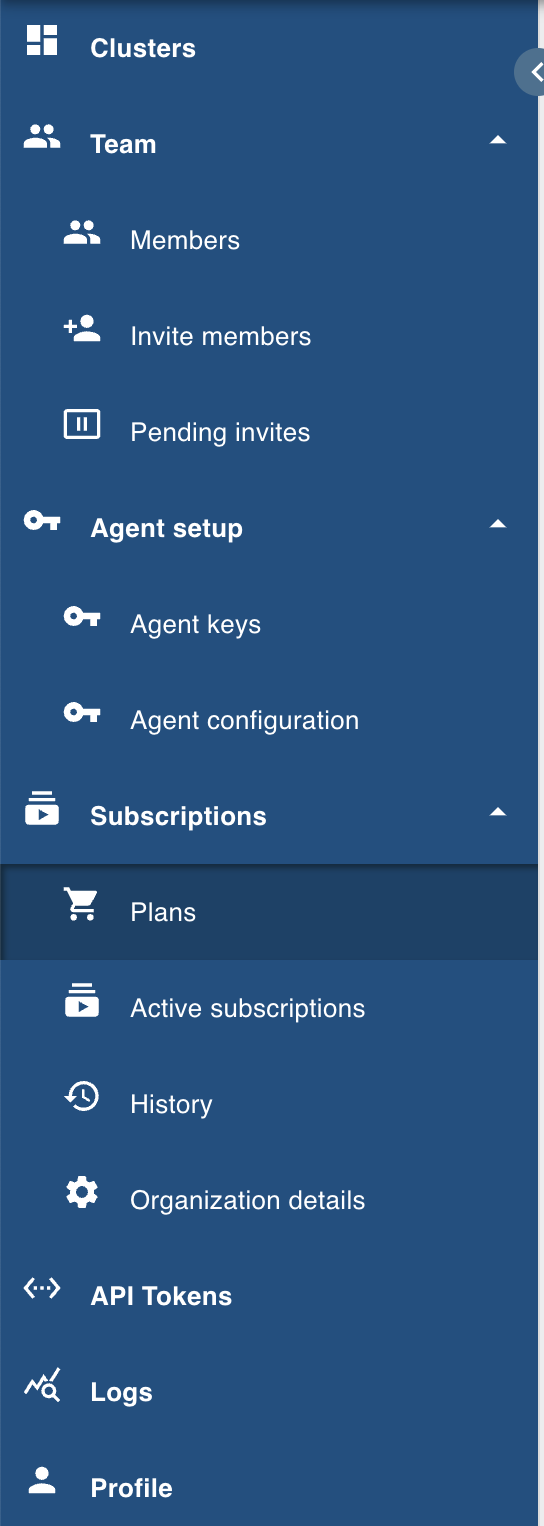 Clusters
Team
Members
Invite members
Pending invites
Agent setup
Agent keys
Agent configuration
Subscriptions
Plans
Active subscriptions
History
Organization details
API Tokens
Logs
Profile